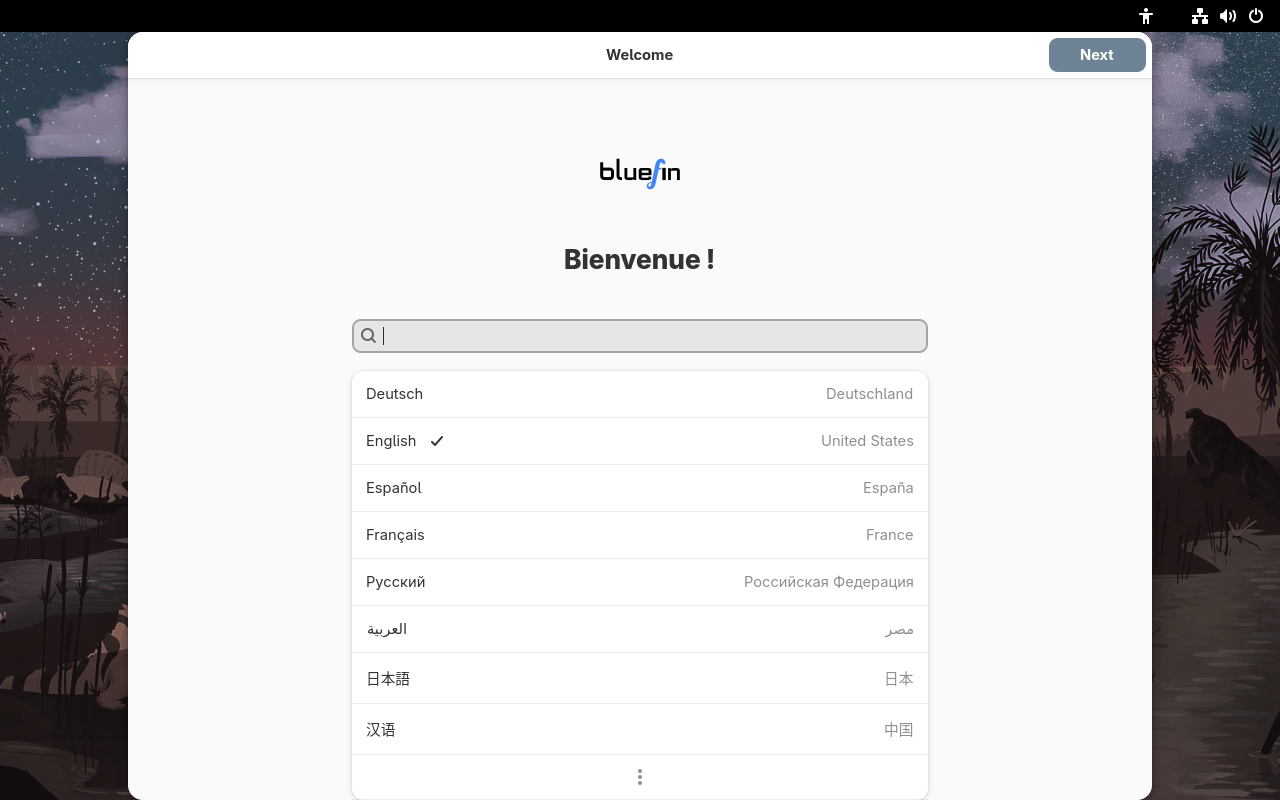 Welcome
Next
bluefin
Bienvenue !
Deutsch Deutschland
English United States
Español España
Français France
Русский Российская Федерация
العربية مصر
日本語 日本
汉语 中国